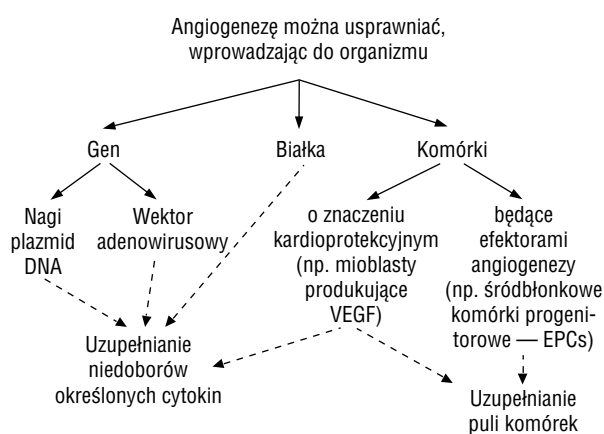 Angiogenezę można usprawniać,
wprowadzając do organizmu
Gen
Białka
Komórki
Nagi
plazmid
DNA
Wektor
adenowirusowy
o znaczeniu
kardioprotekcyjnym
(np. mioblasty
produkujące
VEGF)
będące
efektorami
angiogenezy
(np. śródbłonkowe
komórki progeni-
torowe — EPCs)
Uzupełnianie
niedoborów
określonych cytokin
Uzupełnianie
puli komórek